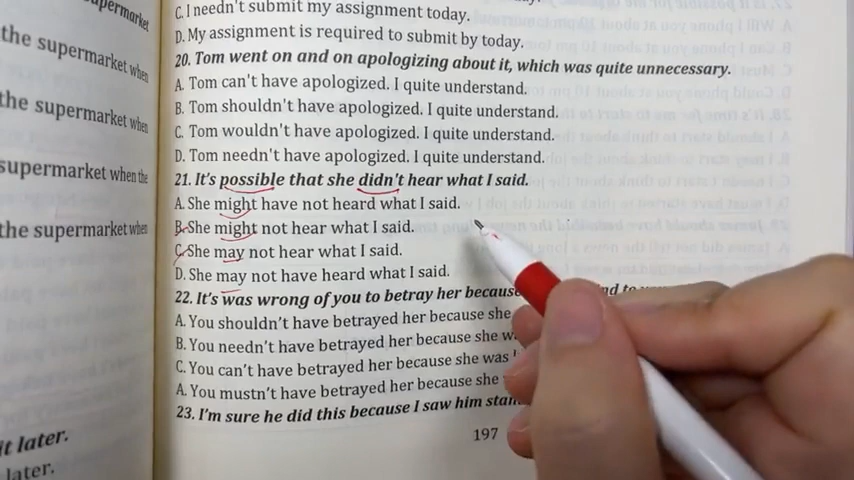 upermarket
the supermarket when
the supermarket when
supermarket when the
the supermarket when
it later.
later.
C. I needn't submit my assignment today.
D. My assignment is required to submit by today.
20. Tom went on and on apologizing about it, which was quite unnecessary.
A. Tom can't have apologized. I quite understand.
B. Tom shouldn't have apologized. I quite understand.
C. Tom wouldn't have apologized. I quite understand.
D. Tom needn't have apologized. I quite understand.
21. It's possible that she didn't hear what I said.
A. She might have not heard what I said.
B. She might not hear what I said.
C. She may not hear what I said.
D. She may not have heard what I said.
22. It's was wrong of you to betray her because
A. You shouldn't have betrayed her because she
B. You needn't have betrayed her because she
C. You can't have betrayed her because she was
A. You mustn't have betrayed her because she
23. I'm sure he did this because I saw him
197